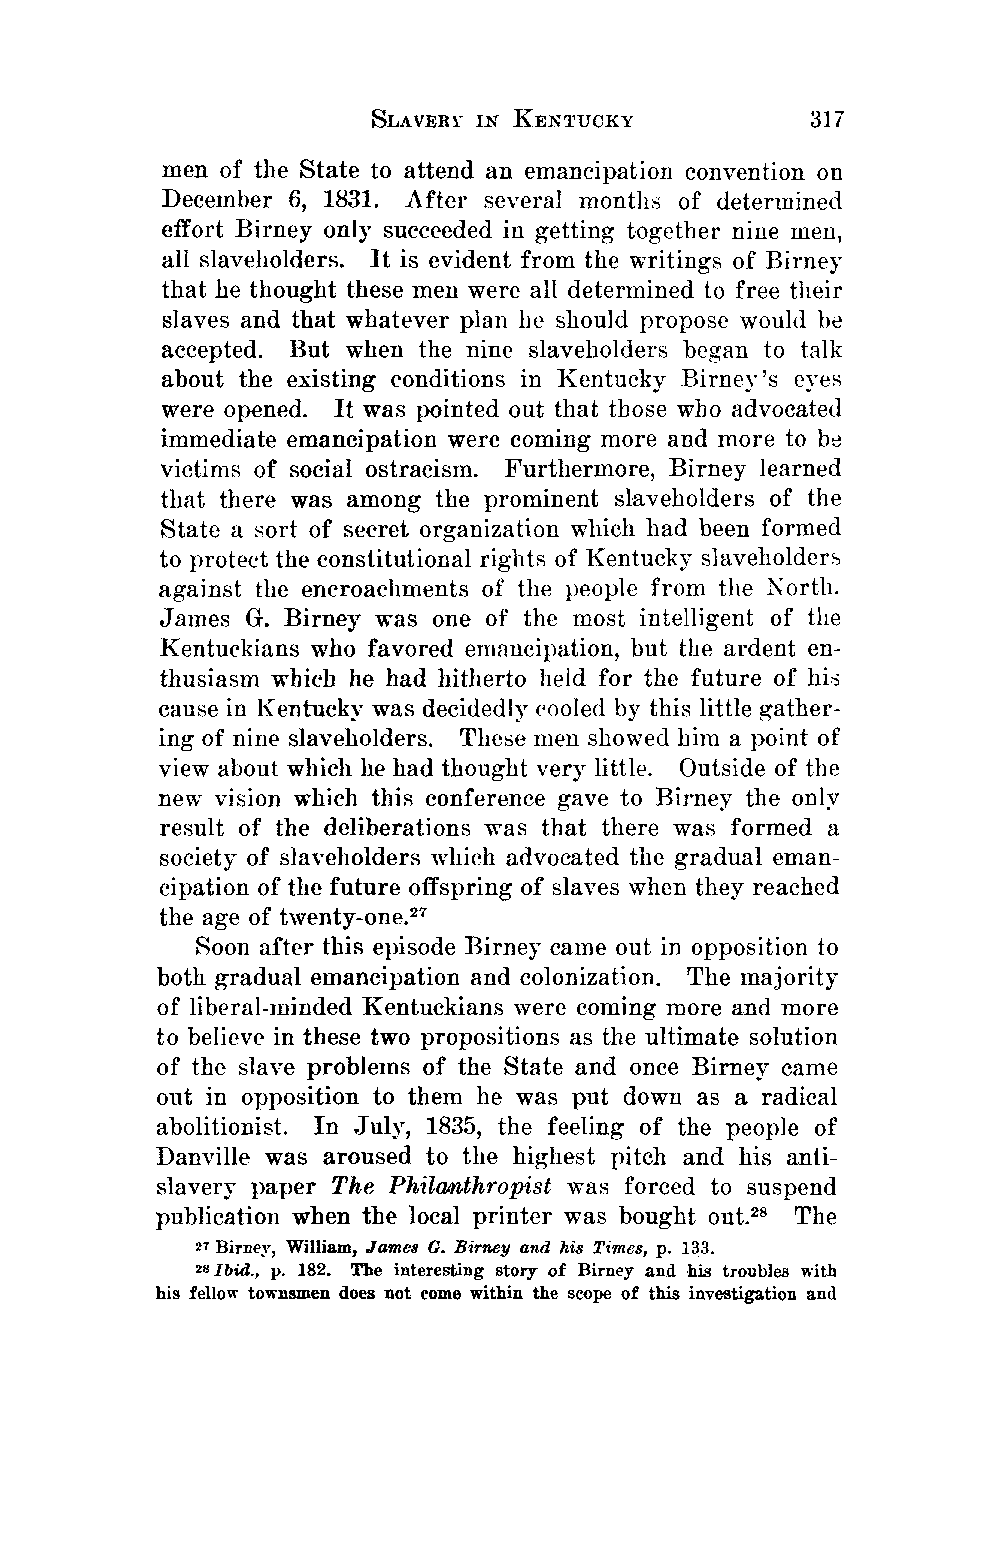 SLAVERY IN KENTUCKY 317
men of the State to attend an emancipation convention on
December 6, 1831. After several months of determined
effort Birney only succeeded in getting together nine men,
all slaveholders. It is evident from the writings of Birney
that he thought these men were all determined to free their
slaves and that whatever plan he should propose would be
accepted. But when the nine slaveholders began to talk
about the existing conditions in Kentucky Birney's eyes
were opened. It was pointed out that those who advocated
immediate emancipation were coming more and more to be
victims of social ostracism. Furthermore, Birney learned
that there was among the prominent slaveholders of the
State a sort of secret organization which had been formed
to protect the constitutional rights of Kentucky slaveholders
against the encroachments of the people from the North.
James G. Birney was one of the most intelligent of the
Kentuckians who favored emancipation, but the ardent en-
thusiasm which he had hitherto held for the future of his
cause in Kentucky was decidedly cooled by this little gather-
ing of nine slaveholders. These men showed him a point of
view about which he had thought very little. Outside of the
new vision which this conference gave to Birney the only
result of the deliberations was that there was formed a
society of slaveholders which advocated the gradual eman-
cipation of the future offspring of slaves when they reached
the age of twenty-one.²⁷
Soon after this episode Birney came out in opposition to
both gradual emancipation and colonization. The majority
of liberal-minded Kentuckians were coming more and more
to believe in these two propositions as the ultimate solution
of the slave problems of the State and once Birney came
out in opposition to them he was put down as a radical
abolitionist. In July, 1835, the feeling of the people of
Danville was aroused to the highest pitch and his anti-
slavery paper The Philanthropist was forced to suspend
publication when the local printer was bought out.²⁸ The
²⁷ Birney, William, James G. Birney and his Times, p. 133.
²⁸ Ibid., p. 182. The interesting story of Birney and his troubles with
his fellow townsmen does not come within the scope of this investigation and